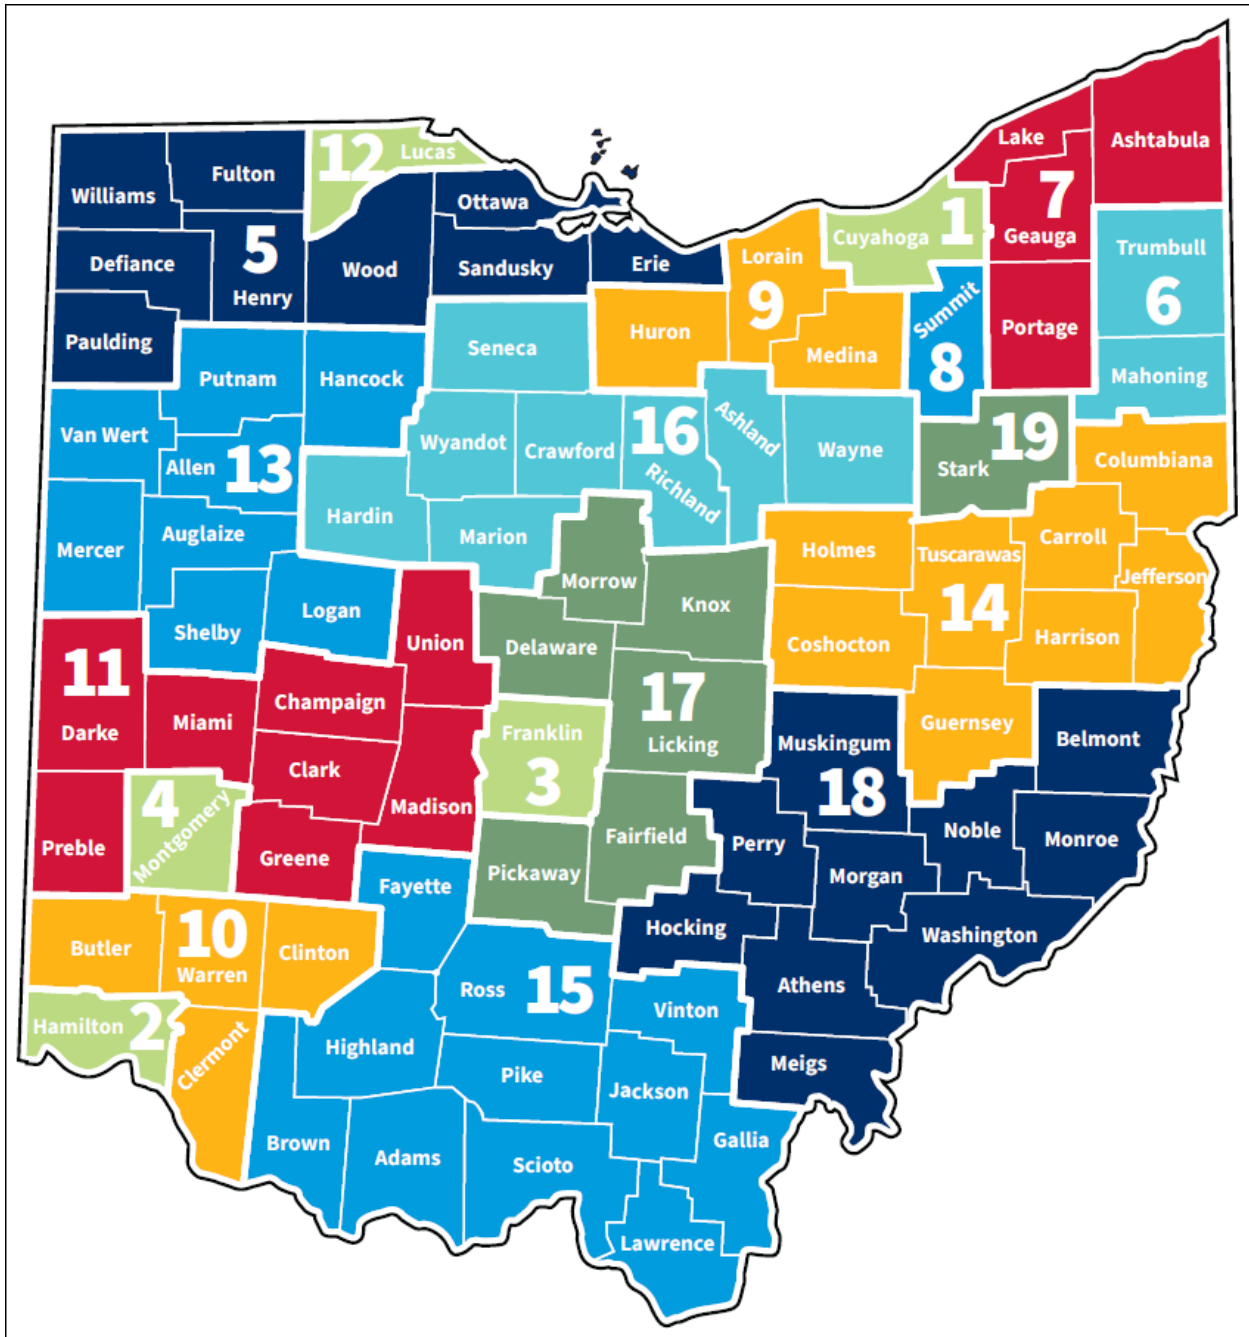 Lake
Ashtabula
12
Lucas
Fulton
Williams
Ottawa
7
Cuyahoga
1
Geauga
Trumbull
5
Defiance
Wood
Sandusky
Erie
Lorain
Henry
9
Summit
6
Paulding
Huron
Portage
Seneca
Medina
8
Putnam
Hancock
Mahoning
Van Wert
Wyandot
Crawford
16
Ashland
Wayne
19
Allen
13
Richland
Stark
Columbiana
Hardin
Marion
Auglaize
Mercer
Holmes
Tuscarawas
Carroll
Morrow
Jefferson
Logan
Knox
14
Shelby
Union
Delaware
Coshocton
Harrison
11
Champaign
17
Darke
Miami
Franklin
Licking
Muskingum
Guernsey
Belmont
Clark
3
18
4
Montgomery
Madison
Preble
Greene
Fairfield
Perry
Noble
Monroe
Fayette
Pickaway
Morgan
Butler
10
Warren
Clinton
Hocking
Washington
Ross
15
Athens
Hamilton
2
Clermont
Highland
Vinton
Pike
Jackson
Meigs
Brown
Adams
Scioto
Gallia
Lawrence